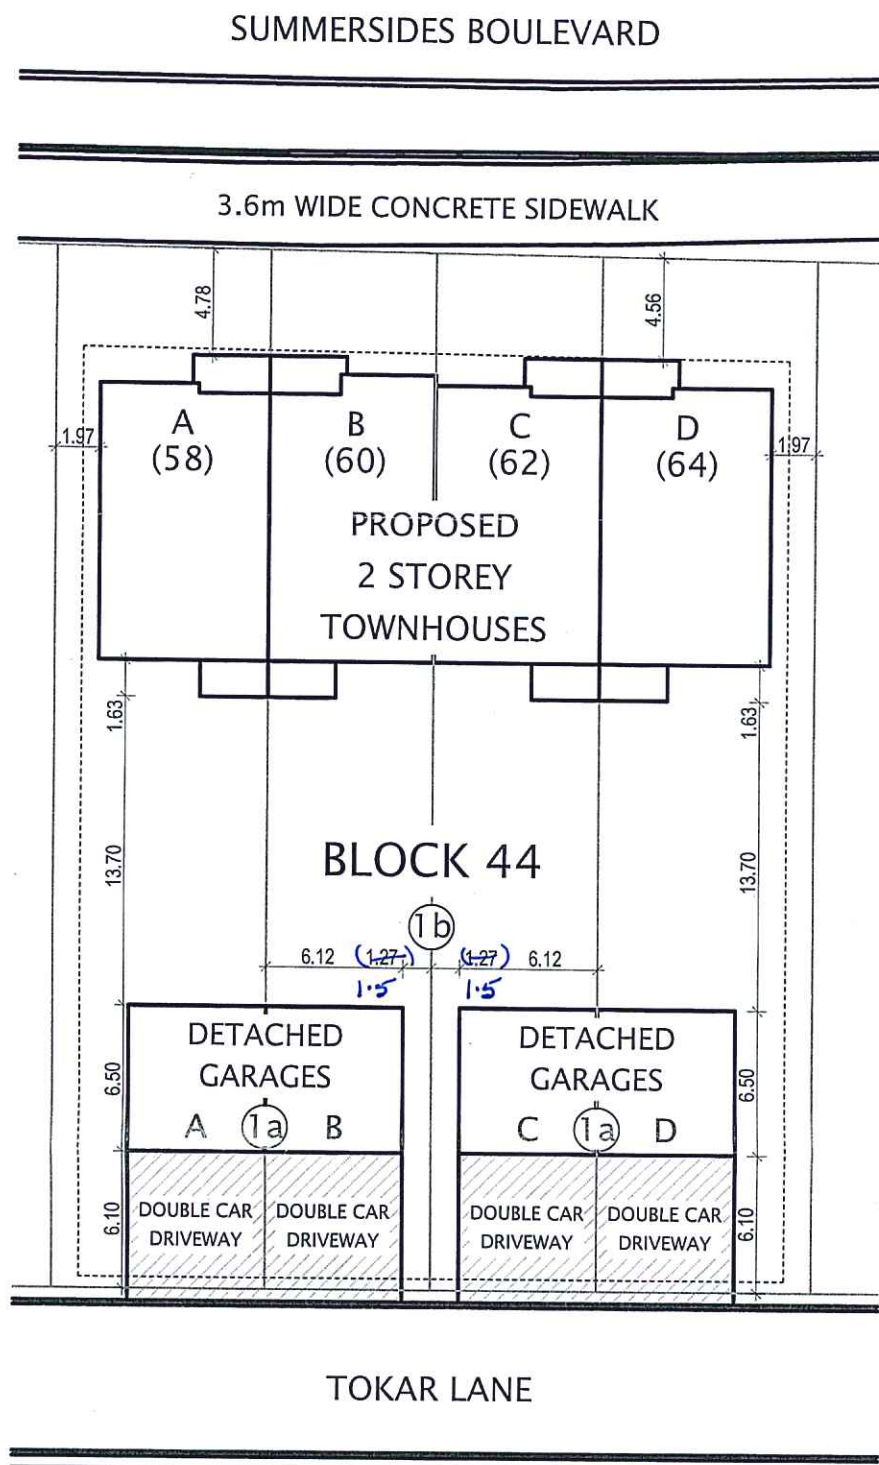 SUMMERSIDES BOULEVARD
3.6m WIDE CONCRETE SIDEWALK
4.78
4.56
A
(58)
B
(60)
C
(62)
D
(64)
1.97
1.97
PROPOSED
2 STOREY
TOWNHOUSES
1.63
1.63
13.70
13.70
BLOCK 44
1b
6.12 (1.27) (1.27) 6.12
1.5 1.5
DETACHED
GARAGES
A 1a B
DETACHED
GARAGES
C 1a D
6.50
6.50
DOUBLE CAR
DRIVEWAY
DOUBLE CAR
DRIVEWAY
DOUBLE CAR
DRIVEWAY
DOUBLE CAR
DRIVEWAY
6.10
6.10
TOKAR LANE